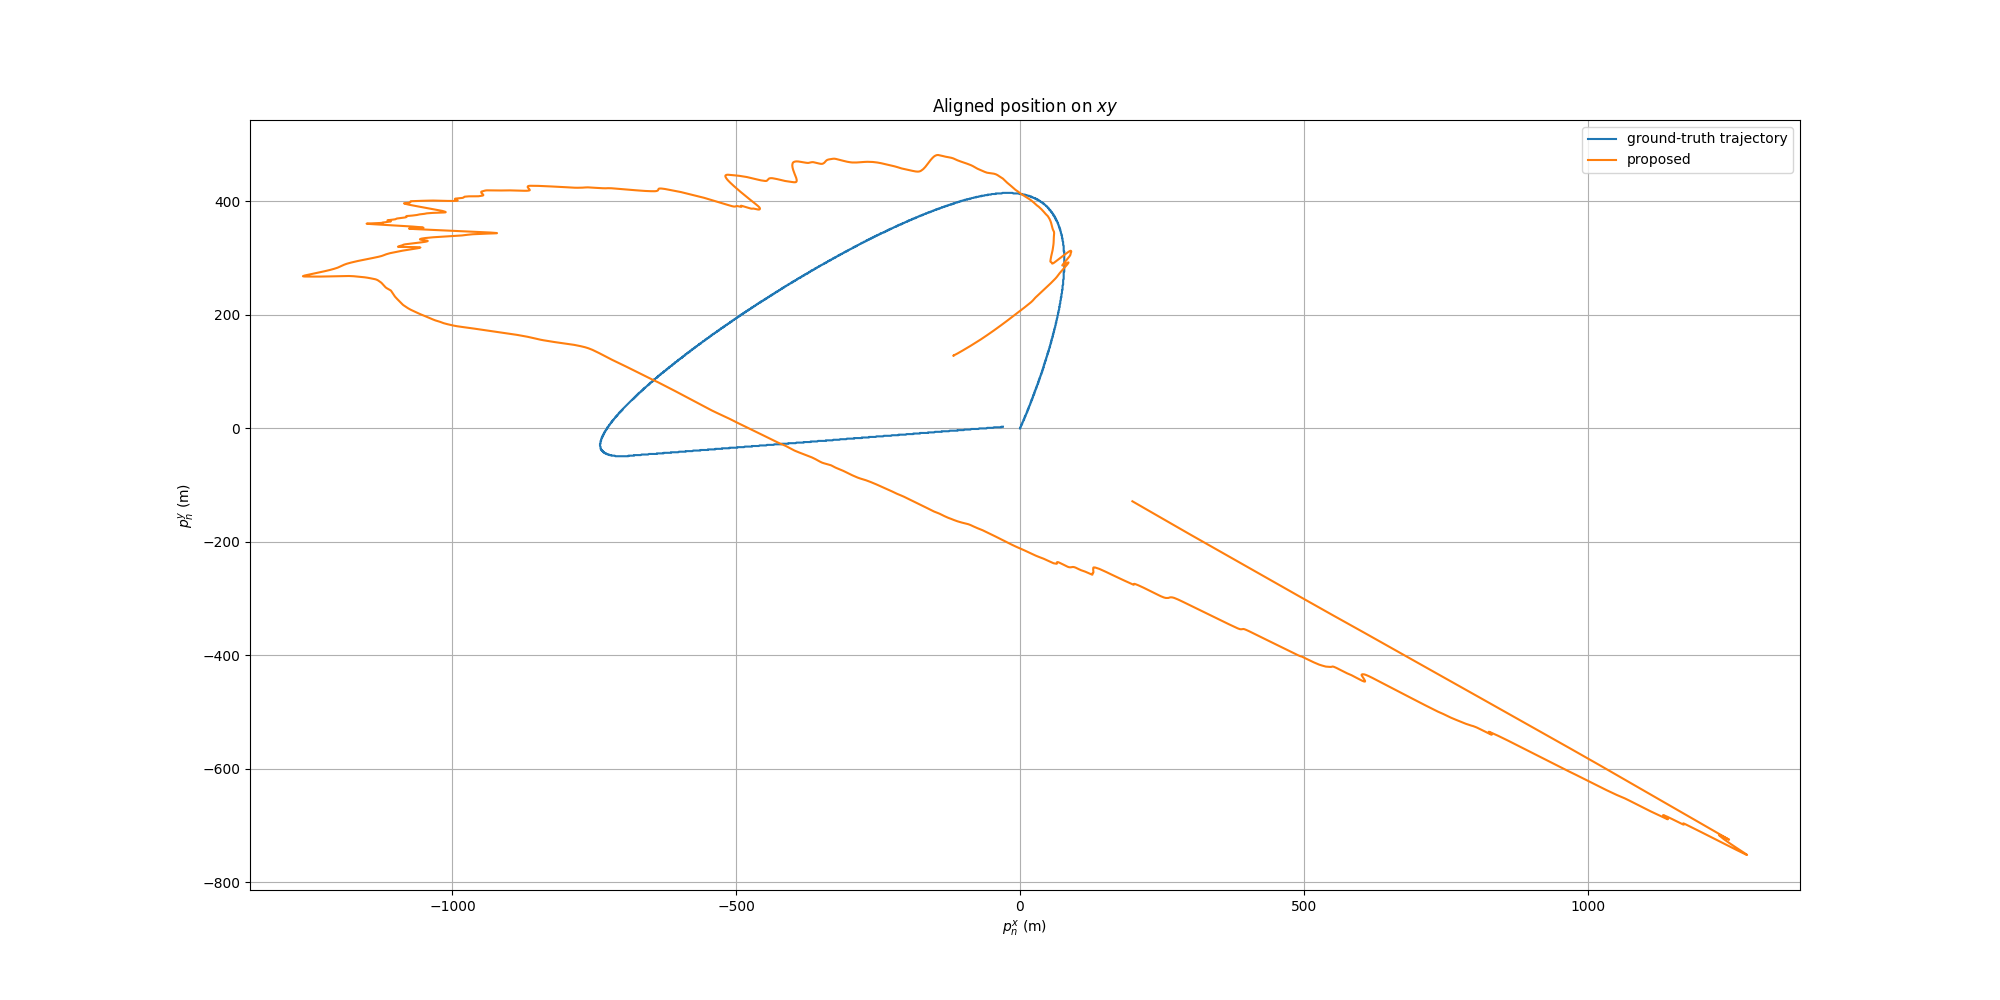 Aligned position on xy
ground-truth trajectory
proposed
400
200
0
−200
−400
−600
−800
p_n^y (m)
−1000
−500
0
500
1000
p_n^x (m)